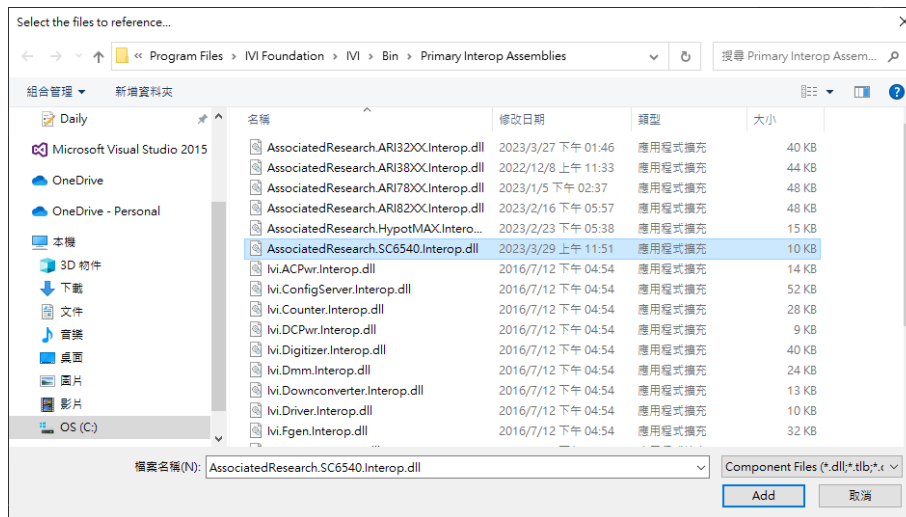 Select the files to reference...
« Program Files > IVI Foundation > IVI > Bin > Primary Interop Assemblies
搜尋 Primary Interop Assem...
組合管理 新增資料夾
名稱 修改日期 類型 大小
Daily
Microsoft Visual Studio 2015
OneDrive
OneDrive - Personal
本機
3D 物件
下載
文件
音樂
桌面
圖片
影片
OS (C:)
AssociatedResearch.ARI32XX.Interop.dll 2023/3/27 下午 01:46 應用程式擴充 40 KB
AssociatedResearch.ARI38XX.Interop.dll 2022/12/8 上午 11:33 應用程式擴充 44 KB
AssociatedResearch.ARI78XX.Interop.dll 2023/1/5 下午 02:37 應用程式擴充 48 KB
AssociatedResearch.ARI82XX.Interop.dll 2023/2/16 下午 05:57 應用程式擴充 48 KB
AssociatedResearch.HypotMAX.Intero... 2023/2/23 下午 05:38 應用程式擴充 15 KB
AssociatedResearch.SC6540.Interop.dll 2023/3/29 上午 11:51 應用程式擴充 10 KB
Ivi.ACPwr.Interop.dll 2016/7/12 下午 04:54 應用程式擴充 14 KB
Ivi.ConfigServer.Interop.dll 2016/7/12 下午 04:54 應用程式擴充 52 KB
Ivi.Counter.Interop.dll 2016/7/12 下午 04:54 應用程式擴充 28 KB
Ivi.DCPwr.Interop.dll 2016/7/12 下午 04:54 應用程式擴充 9 KB
Ivi.Digitizer.Interop.dll 2016/7/12 下午 04:54 應用程式擴充 40 KB
Ivi.Dmm.Interop.dll 2016/7/12 下午 04:54 應用程式擴充 24 KB
Ivi.Downconverter.Interop.dll 2016/7/12 下午 04:54 應用程式擴充 13 KB
Ivi.Driver.Interop.dll 2016/7/12 下午 04:54 應用程式擴充 10 KB
Ivi.Fgen.Interop.dll 2016/7/12 下午 04:54 應用程式擴充 32 KB
檔案名稱(N): AssociatedResearch.SC6540.Interop.dll
Component Files (*.dll;*.tlb;*.c
Add 取消